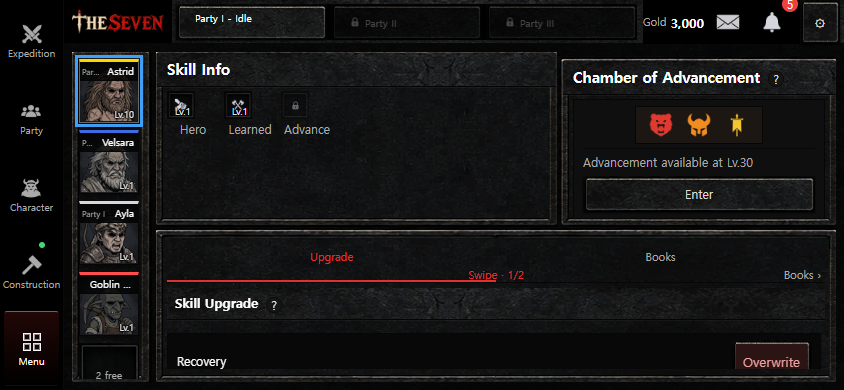 THE SEVEN
Party I - Idle
Party II
Party III
Gold 3,000
5
Expedition
Party
Character
Construction
Menu
Par... Astrid
Lv.10
P... Velsara
Lv.1
Party I Ayla
Lv.1
Goblin ...
Lv.1
2 free
Skill Info
Lv.1
Lv.1
Hero
Learned
Advance
Chamber of Advancement ?
Advancement available at Lv.30
Enter
Upgrade
Books
Swipe · 1/2
Books ›
Skill Upgrade ?
Recovery
Overwrite